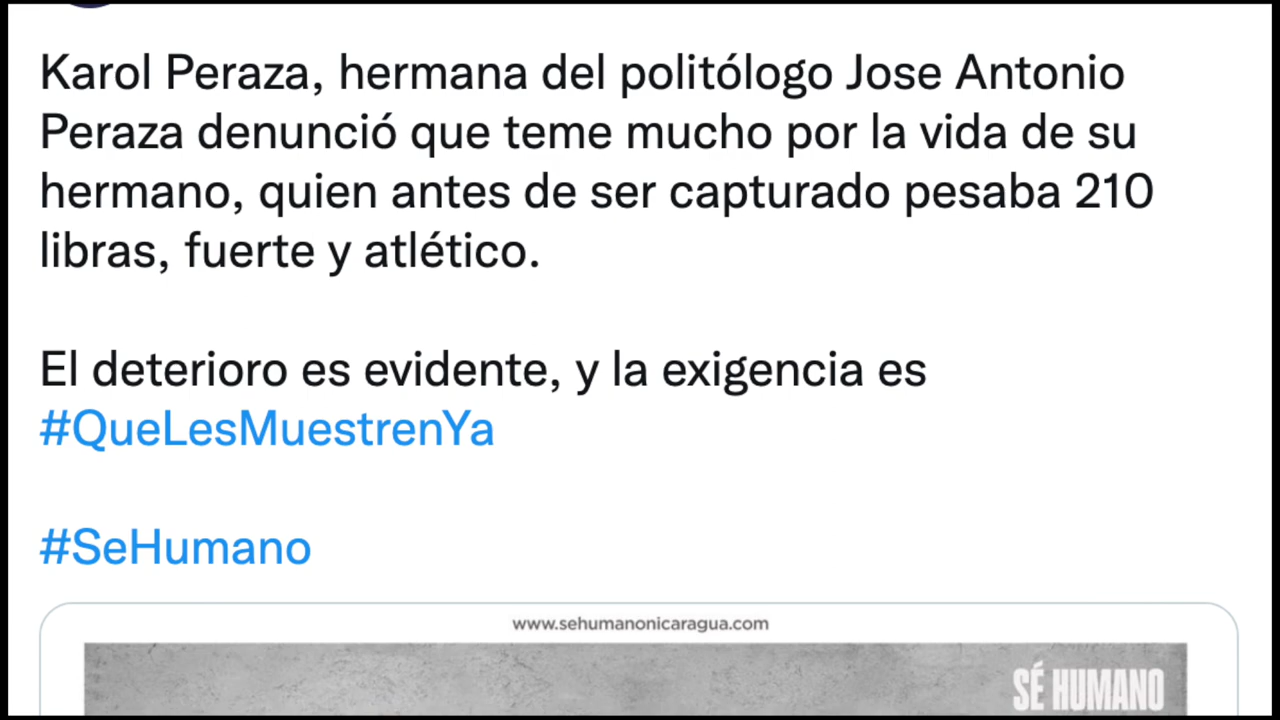 Karol Peraza, hermana del politólogo Jose Antonio
Peraza denunció que teme mucho por la vida de su
hermano, quien antes de ser capturado pesaba 210
libras, fuerte y atlético.
El deterioro es evidente, y la exigencia es
#QueLesMuestrenYa
#SeHumano
www.sehumanonicaragua.com
SÉ HUMANO